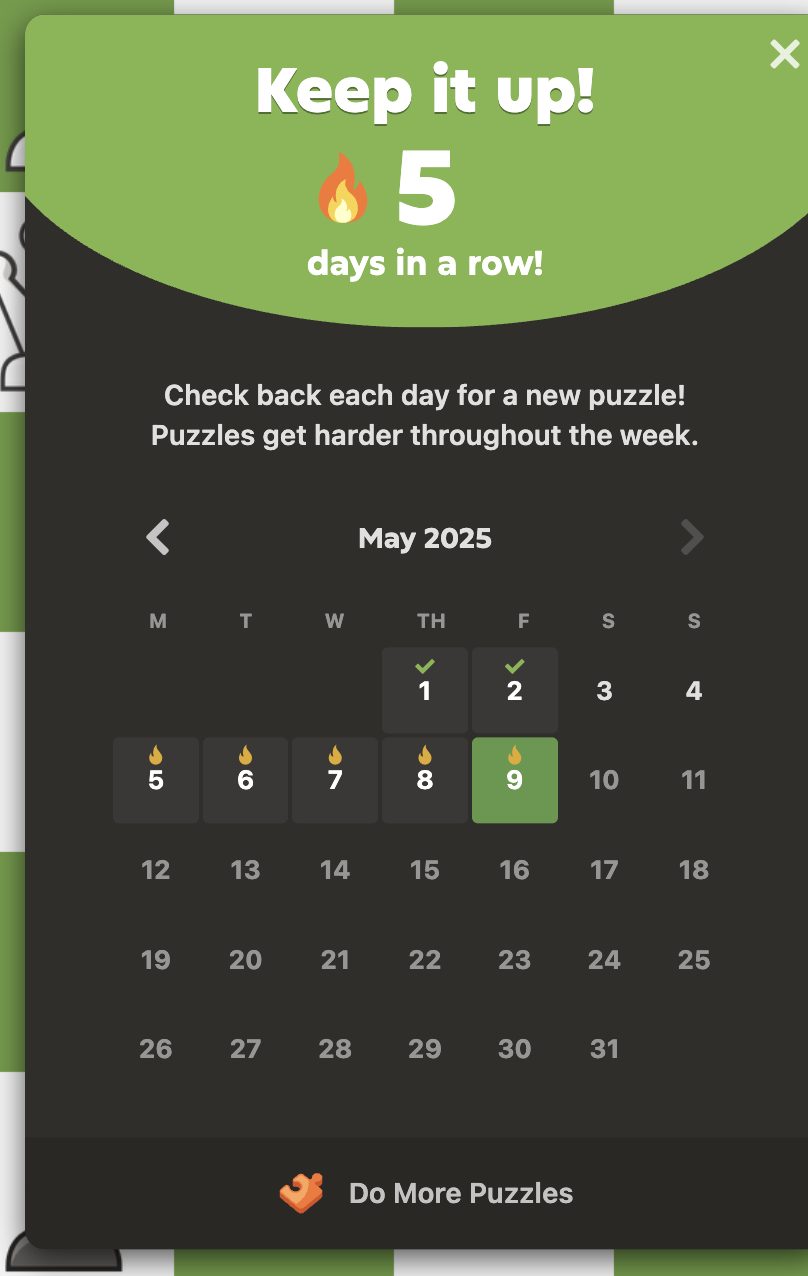 Keep it up!
5
days in a row!
Check back each day for a new puzzle!
Puzzles get harder throughout the week.
May 2025
M T W TH F S S
1 2 3 4
5 6 7 8 9 10 11
12 13 14 15 16 17 18
19 20 21 22 23 24 25
26 27 28 29 30 31
Do More Puzzles